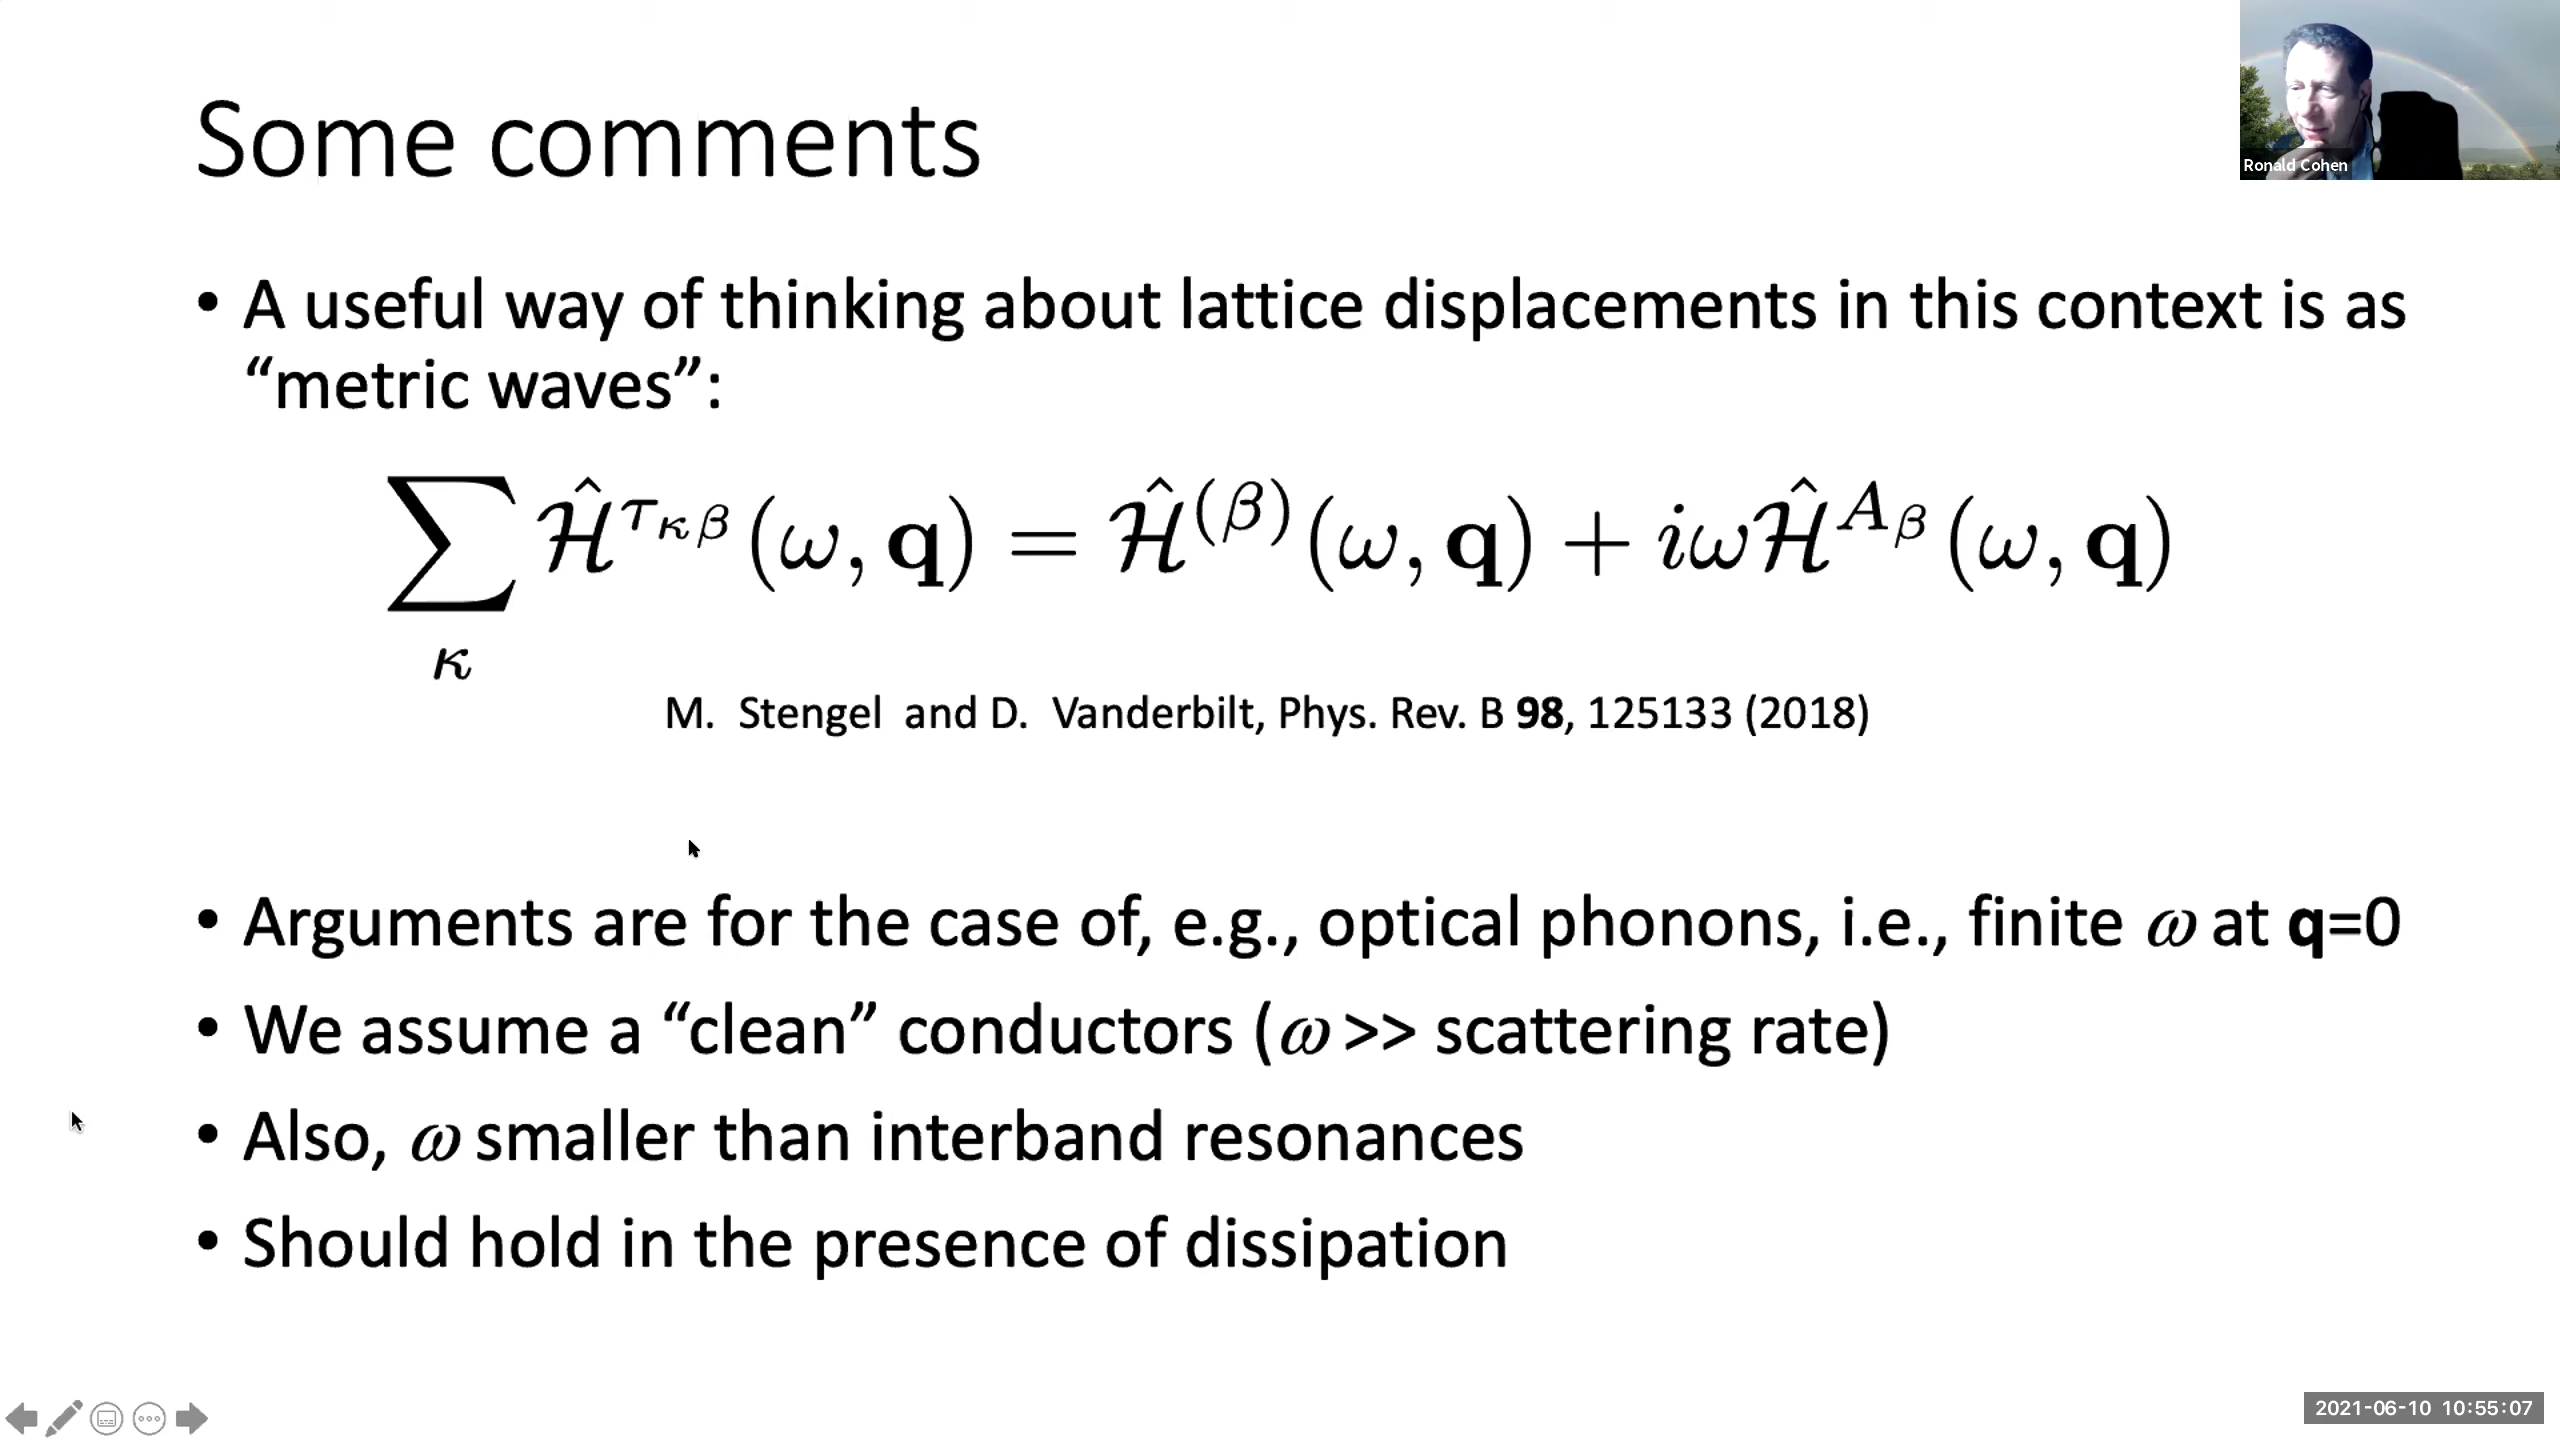 Some comments
Ronald Cohen
• A useful way of thinking about lattice displacements in this context is as
“metric waves”:
∑_κ Ĥ^{τ_{κβ}}(ω, q) = Ĥ^{(β)}(ω, q) + iωĤ^{A_β}(ω, q)
M. Stengel and D. Vanderbilt, Phys. Rev. B 98, 125133 (2018)
• Arguments are for the case of, e.g., optical phonons, i.e., finite ω at q=0
• We assume a “clean” conductors (ω >> scattering rate)
• Also, ω smaller than interband resonances
• Should hold in the presence of dissipation
2021-06-10 10:55:07